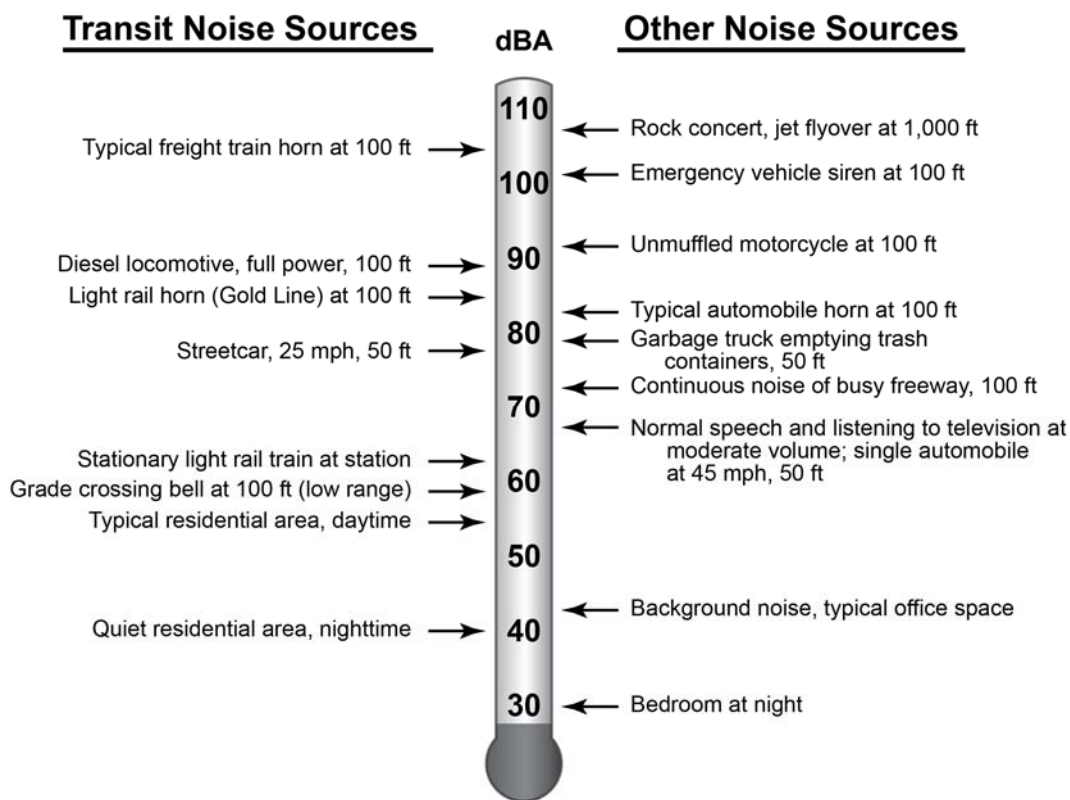 Transit Noise Sources
dBA
Other Noise Sources
110
Rock concert, jet flyover at 1,000 ft
Typical freight train horn at 100 ft
100
Emergency vehicle siren at 100 ft
Unmuffled motorcycle at 100 ft
90
Diesel locomotive, full power, 100 ft
Light rail horn (Gold Line) at 100 ft
Typical automobile horn at 100 ft
80
Garbage truck emptying trash
containers, 50 ft
Streetcar, 25 mph, 50 ft
Continuous noise of busy freeway, 100 ft
70
Normal speech and listening to television at
moderate volume; single automobile
at 45 mph, 50 ft
Stationary light rail train at station
60
Grade crossing bell at 100 ft (low range)
Typical residential area, daytime
50
Background noise, typical office space
Quiet residential area, nighttime
40
30
Bedroom at night